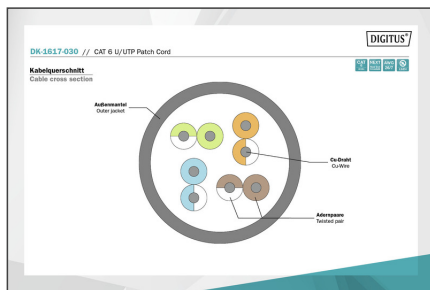 DIGITUS®
DK-1617-030 // CAT 6 U/UTP Patch Cord
Kabelquerschnitt
Cable cross section
Außenmantel
Outer jacket
Cu-Draht
Cu-Wire
Adernpaare
Twisted pair